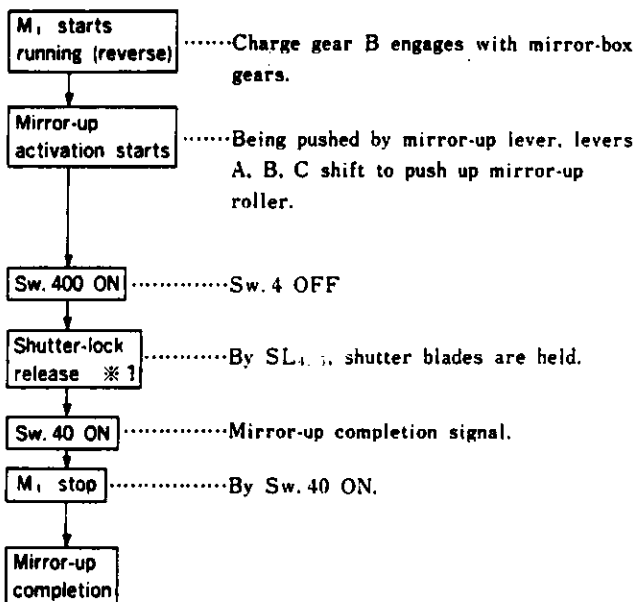 M₁ starts
running (reverse)
Charge gear B engages with mirror-box
gears.
Mirror-up
activation starts
Being pushed by mirror-up lever, levers
A, B, C shift to push up mirror-up
roller.
Sw. 400 ON
Sw. 4 OFF
Shutter-lock
release ※1
By SL₄, shutter blades are held.
Sw. 40 ON
Mirror-up completion signal.
M₁ stop
By Sw. 40 ON.
Mirror-up
completion